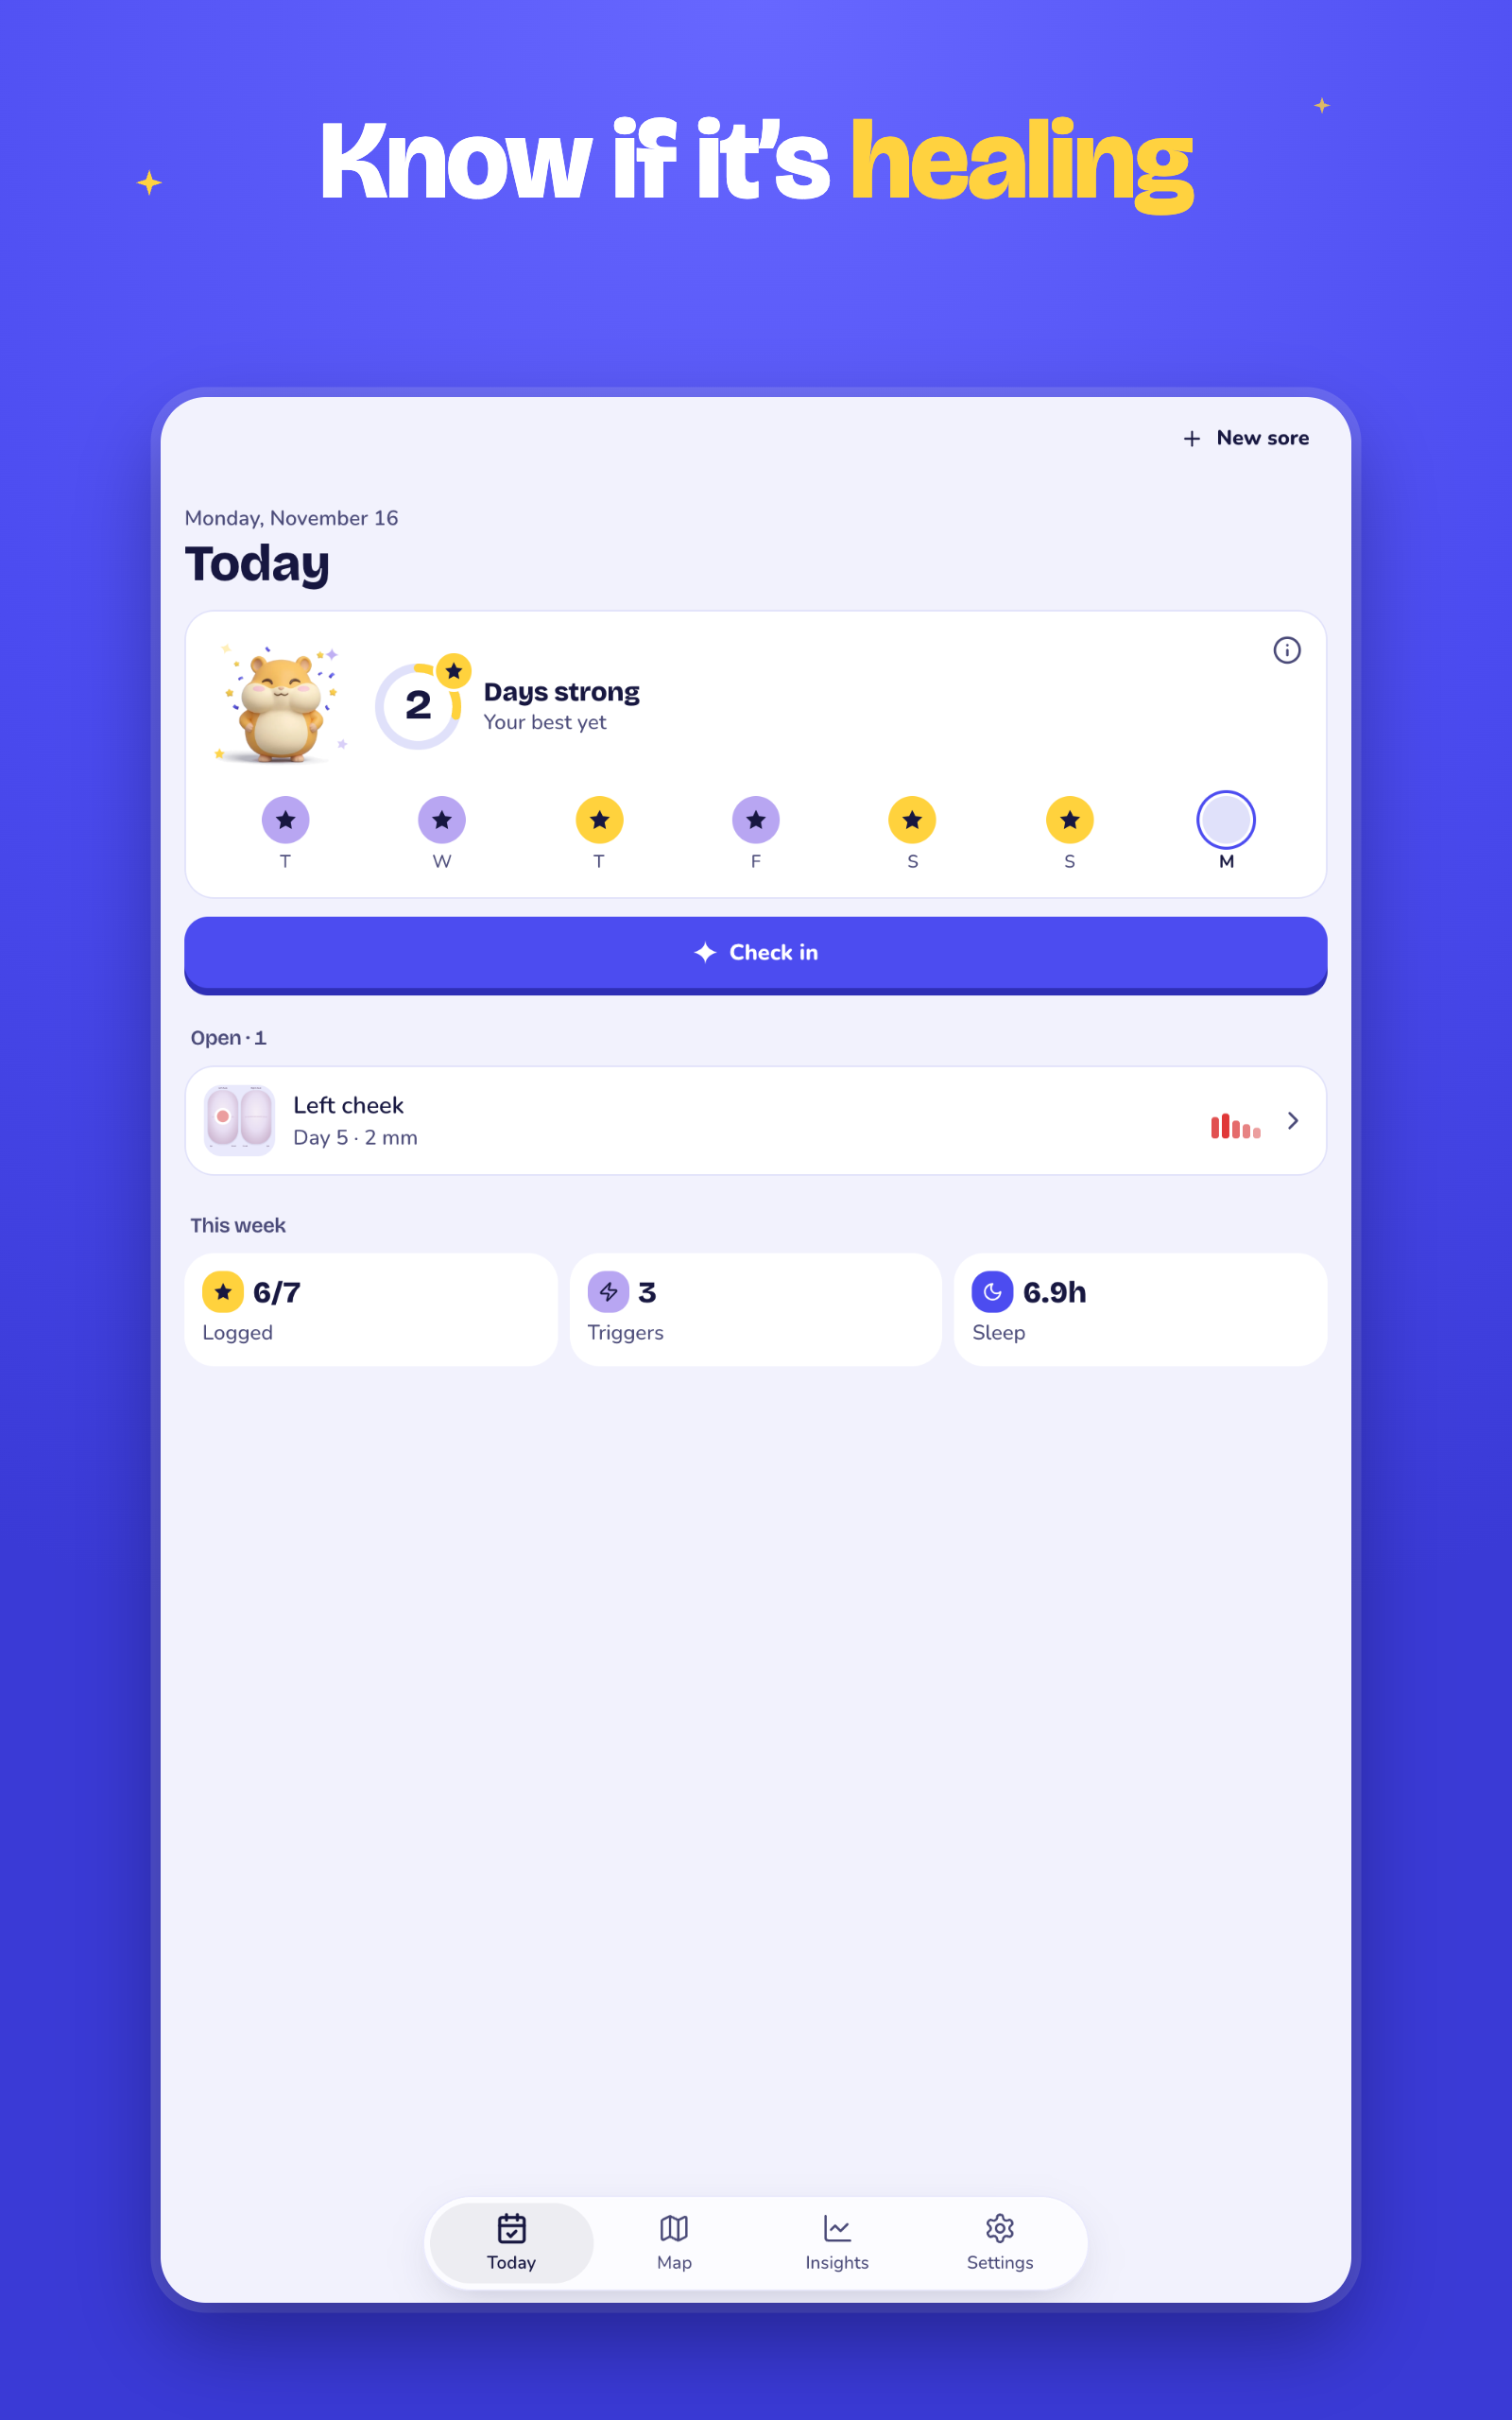 Know if it's healing
New sore
Monday, November 16
Today
2
Days strong
Your best yet
T W T F S S M
Check in
Open · 1
Left cheek
Day 5 · 2 mm
This week
6/7
Logged
3
Triggers
6.9h
Sleep
Today Map Insights Settings